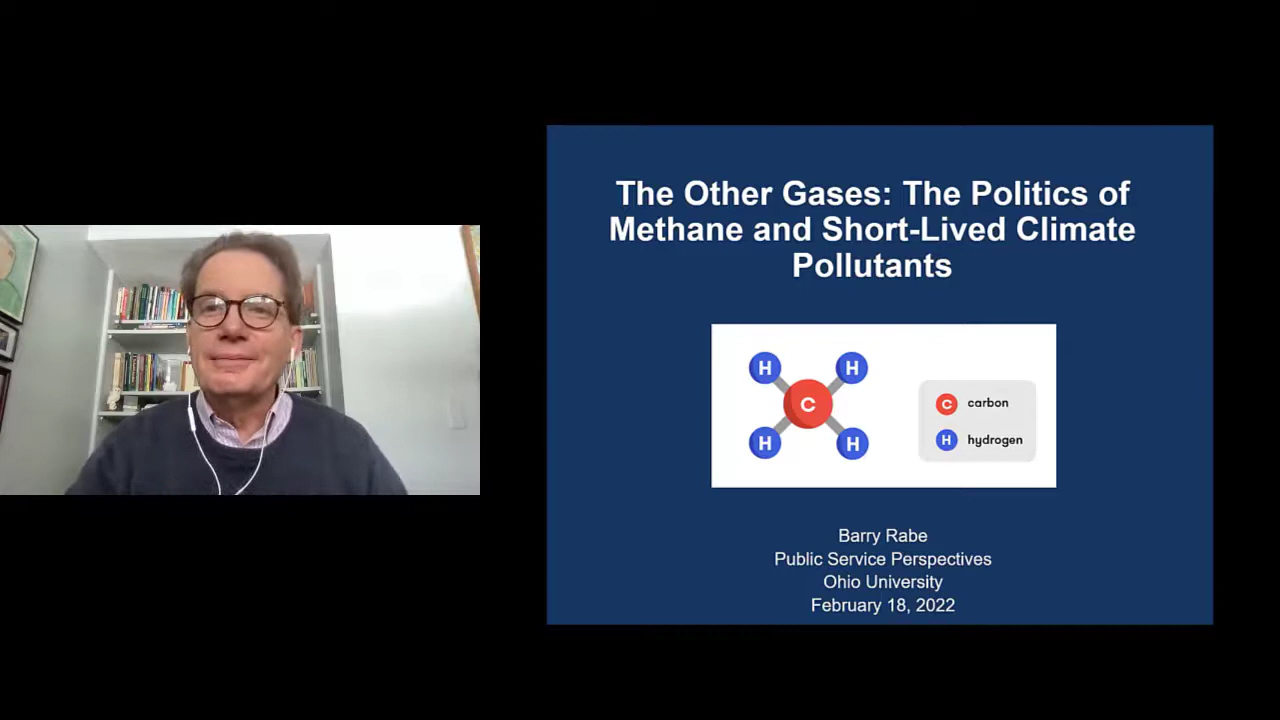 The Other Gases: The Politics of
Methane and Short-Lived Climate
Pollutants
H H
C
H H
C carbon
H hydrogen
Barry Rabe
Public Service Perspectives
Ohio University
February 18, 2022